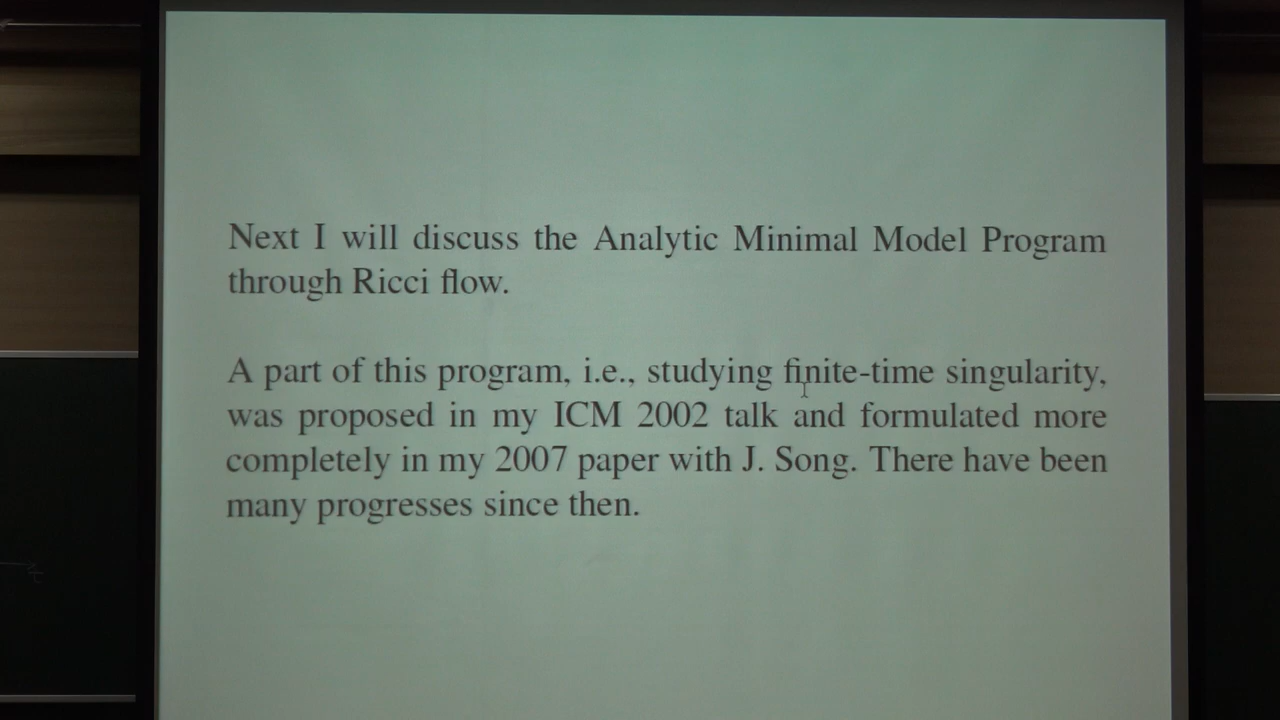 Next I will discuss the Analytic Minimal Model Program
through Ricci flow.
A part of this program, i.e., studying finite-time singularity,
was proposed in my ICM 2002 talk and formulated more
completely in my 2007 paper with J. Song. There have been
many progresses since then.